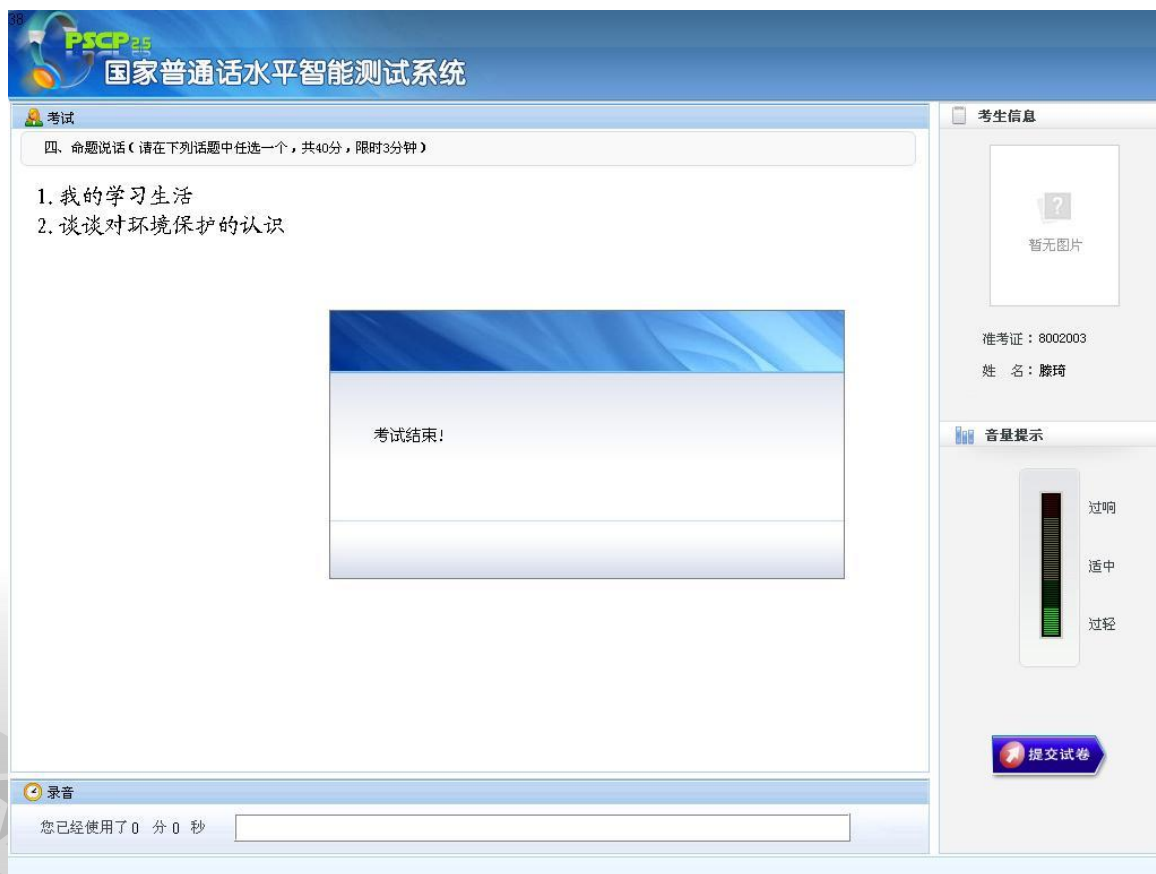 38
PSCP25
国家普通话水平智能测试系统
考试
四、命题说话(请在下列话题中任选一个，共40分，限时3分钟)
1.我的学习生活
2.谈谈对环境保护的认识
考试结束!
录音
您已经使用了0 分 0 秒
考生信息
?
暂无图片
准考证：8002003
姓 名：滕琦
音量提示
过响
适中
过轻
提交试卷